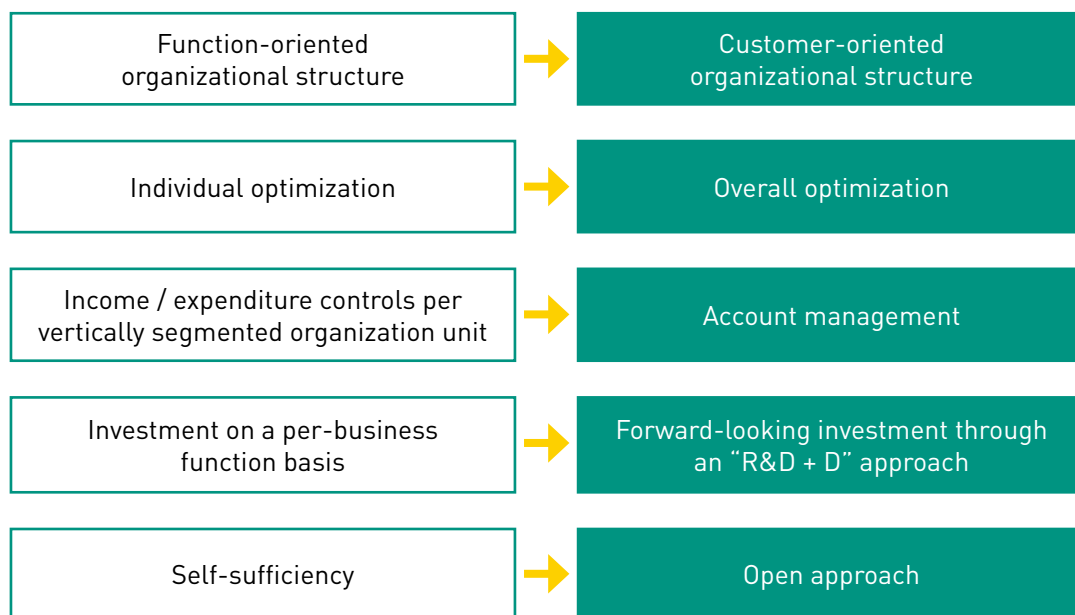 Function-oriented
organizational structure
Customer-oriented
organizational structure
Individual optimization
Overall optimization
Income / expenditure controls per
vertically segmented organization unit
Account management
Investment on a per-business
function basis
Forward-looking investment through
an “R&D + D” approach
Self-sufficiency
Open approach